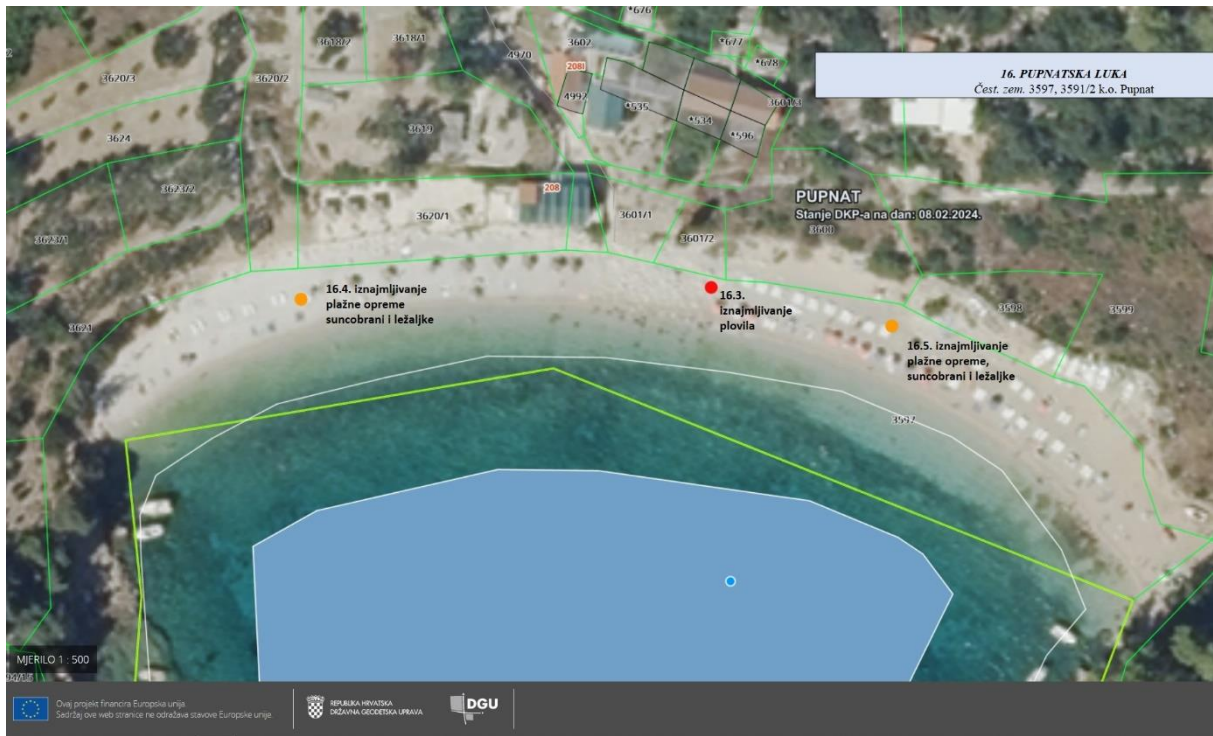 *676
3618/2
3618/1
4970
3602
*677
*678
208I
3620/3
3620/2
4992
*535
3601/3
16. PUPNATSKA LUKA
Čest. zem. 3597, 3591/2 k.o. Pupnat
3624
3619
*534
*596
3623/2
208
PUPNAT
Stanje DKP-a na dan: 08.02.2024.
3620/1
3601/1
3600
3623/1
3601/2
16.4. iznajmljivanje
plažne opreme
suncobrani i ležaljke
16.3.
iznajmljivanje
plovila
3598
3599
3621
16.5. iznajmljivanje
plažne opreme,
suncobrani i ležaljke
3597
MJERILO 1 : 500
Ovaj projekt financira Europska unija.
Sadržaj ove web stranice ne odražava stavove Europske unije.
REPUBLIKA HRVATSKA
DRŽAVNA GEODETSKA UPRAVA
DGU